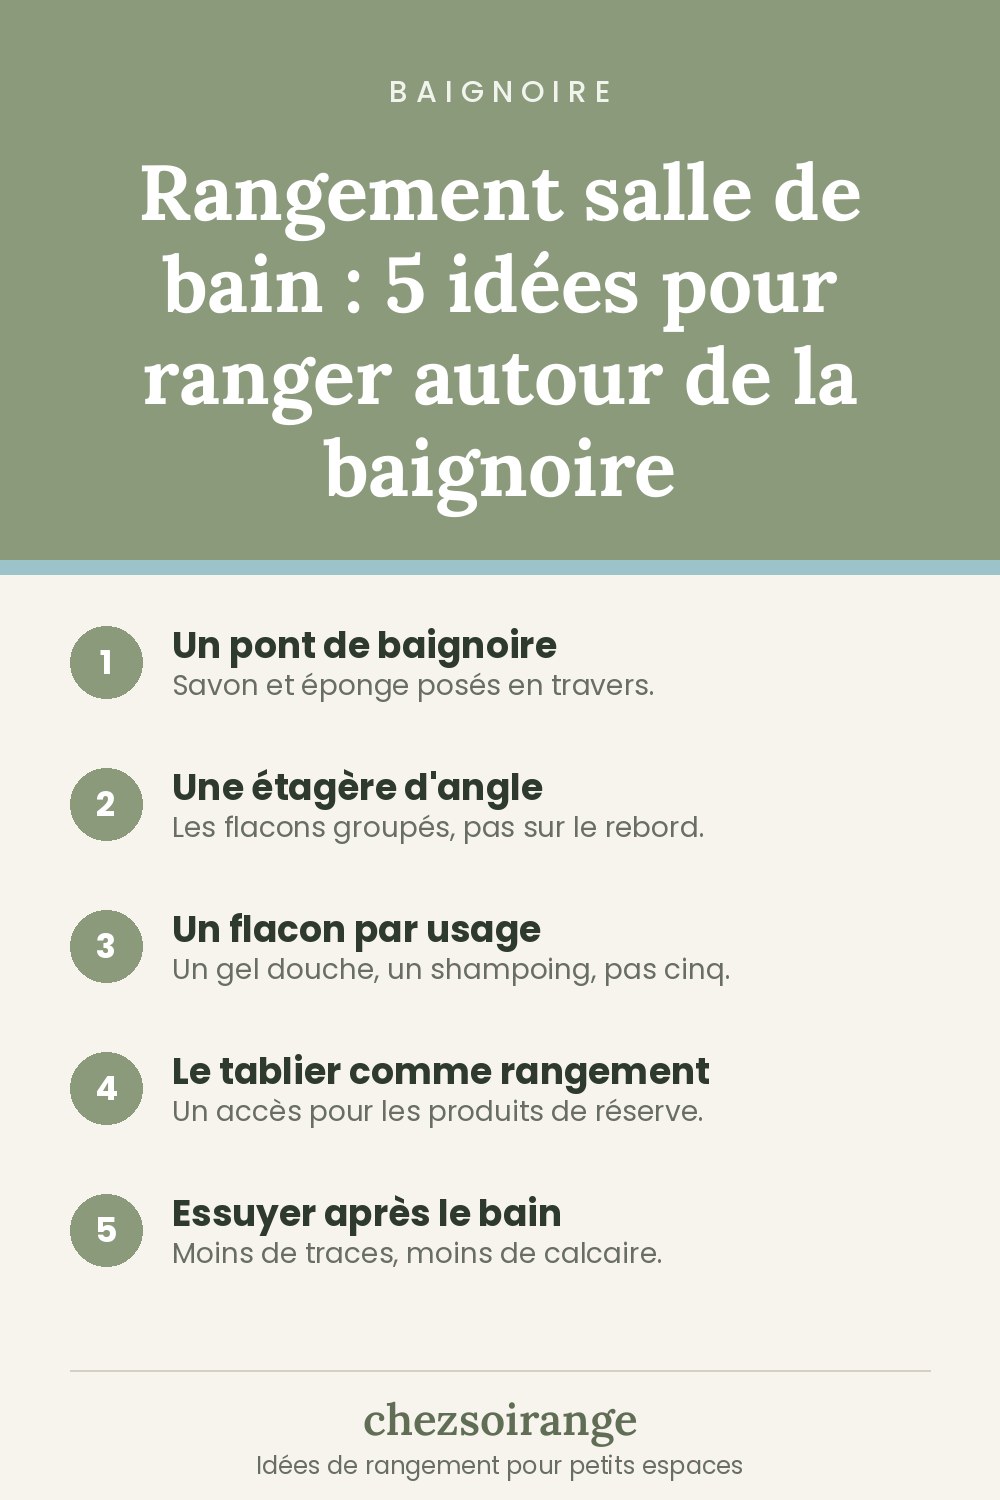 BAIGNOIRE
Rangement salle de
bain : 5 idées pour
ranger autour de la
baignoire
1
Un pont de baignoire
Savon et éponge posés en travers.
2
Une étagère d'angle
Les flacons groupés, pas sur le rebord.
3
Un flacon par usage
Un gel douche, un shampoing, pas cinq.
4
Le tablier comme rangement
Un accès pour les produits de réserve.
5
Essuyer après le bain
Moins de traces, moins de calcaire.
chezsoirange
Idées de rangement pour petits espaces